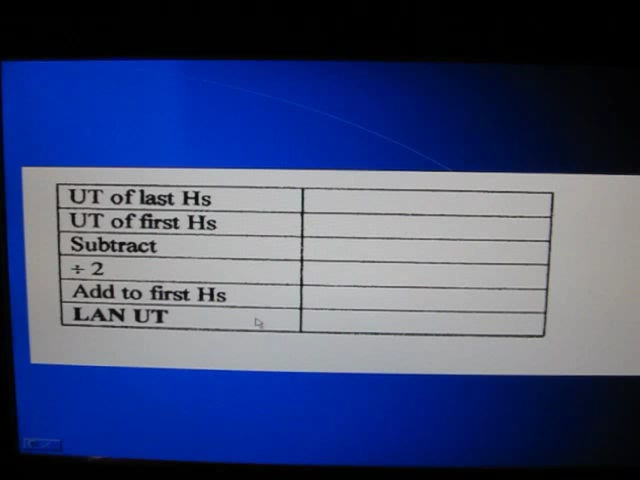 UT of last Hs
UT of first Hs
Subtract
÷ 2
Add to first Hs
LAN UT